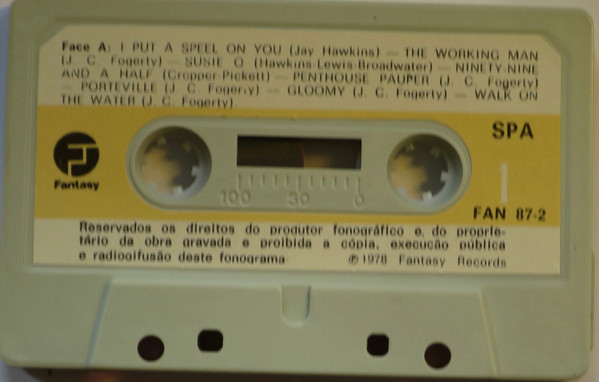 Face A: I PUT A SPEEL ON YOU (Jay Hawkins) — THE WORKING MAN
(J. C. Fogerty) — SUSIE Q (Hawkins-Lewis-Broadwater) — NINETY-NINE
AND A HALF (Cropper-Pickett) — PENTHOUSE PAUPER (J. C. Fogerty)
— PORTEVILLE (J. C. Fogerty) — GLOOMY (J. C. Fogerty) — WALK ON
THE WATER (J. C. Fogerty).
SPA
FJ
Fantasy
1
100 50 0
FAN 87-2
Reservados os direitos do produtor fonográfico e, do proprie-
tário da obra gravada e proibida a cópia, execução pública
e radiodifusão deste fonograma ℗ 1978 Fantasy Records